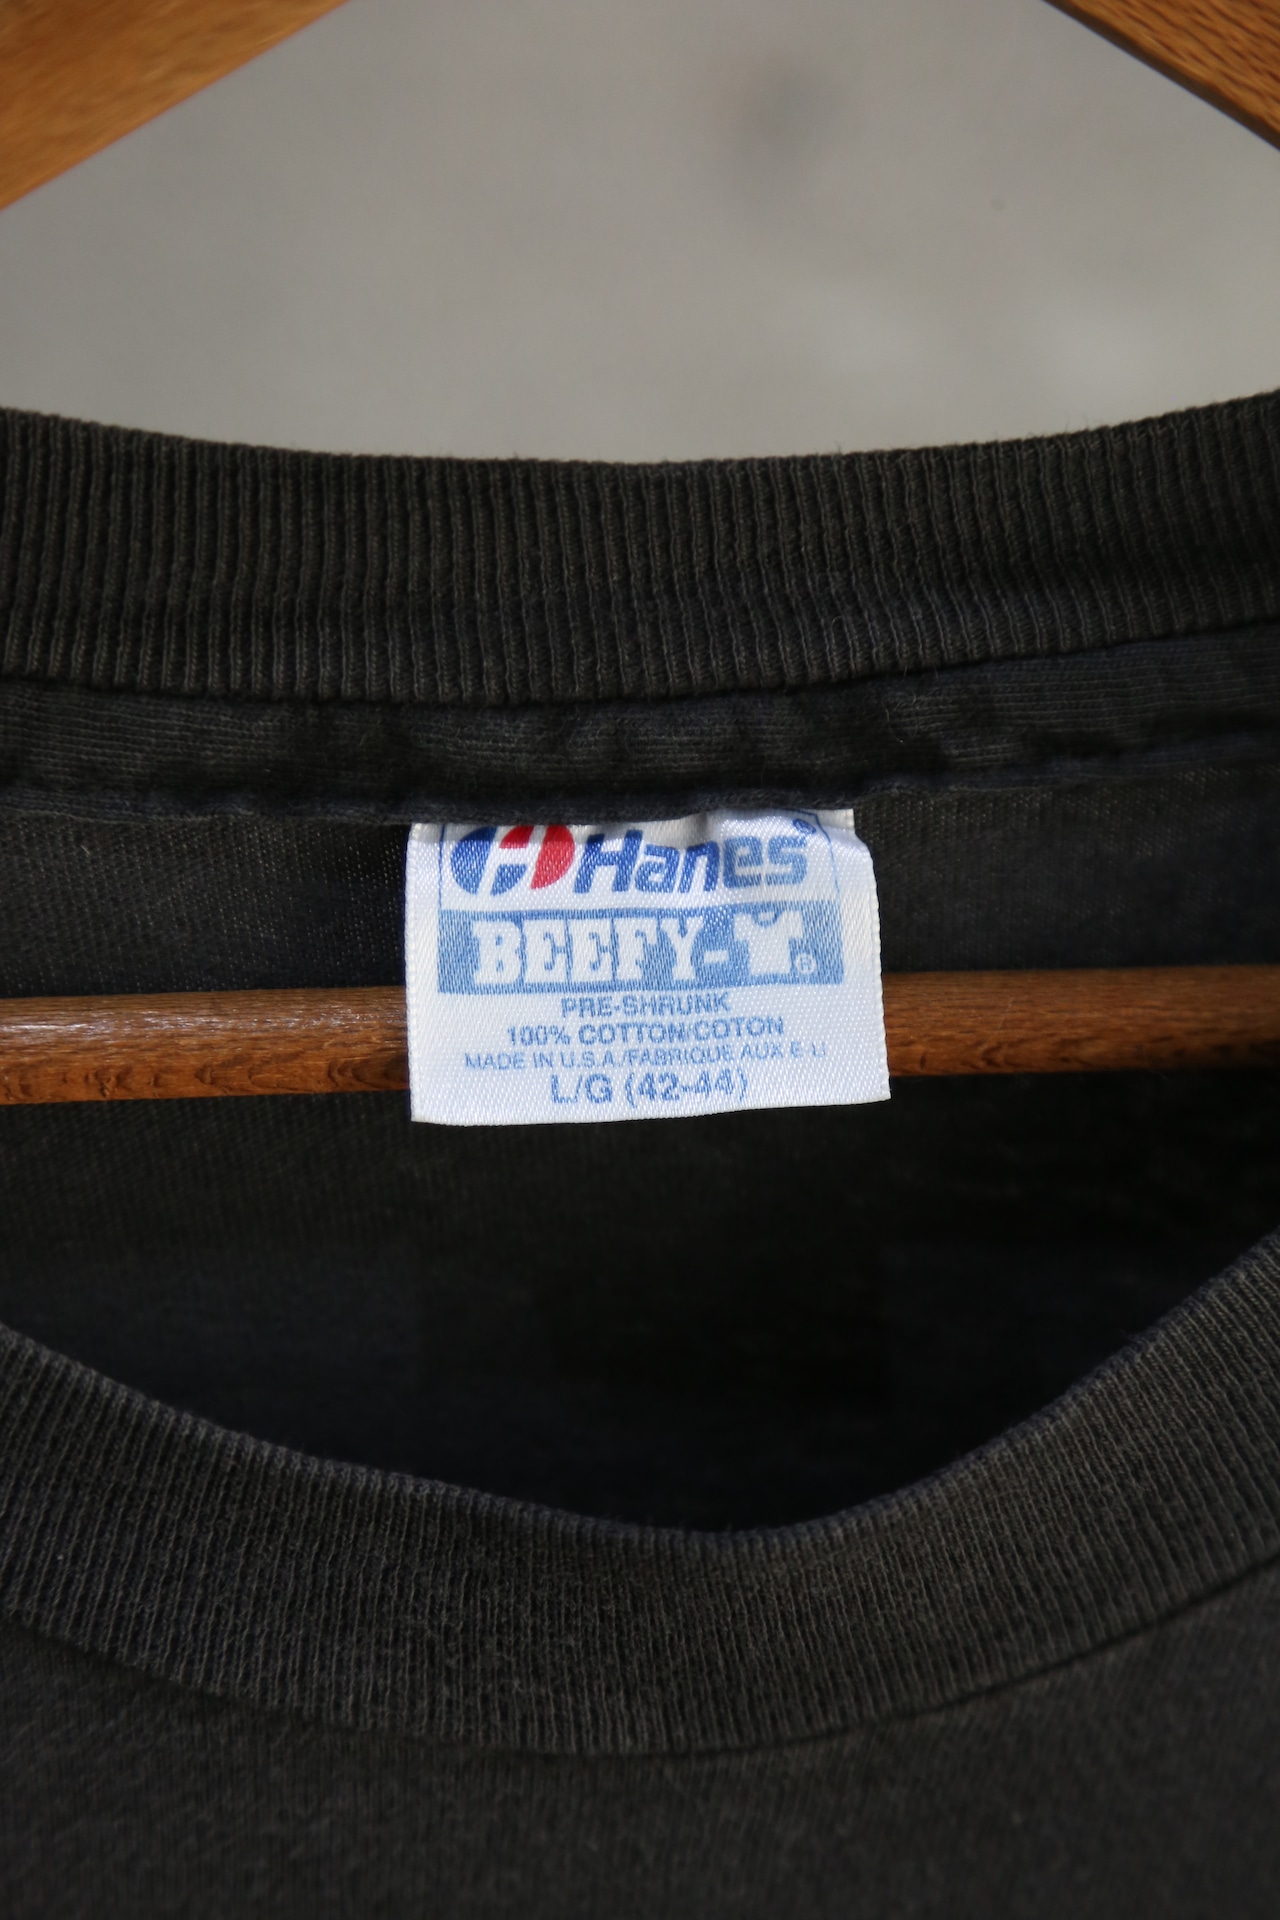 Hanes®
BEEFY-T®
PRE-SHRUNK
100% COTTON/COTON
MADE IN U.S.A./FABRIQUE AUX E-U
L/G (42-44)